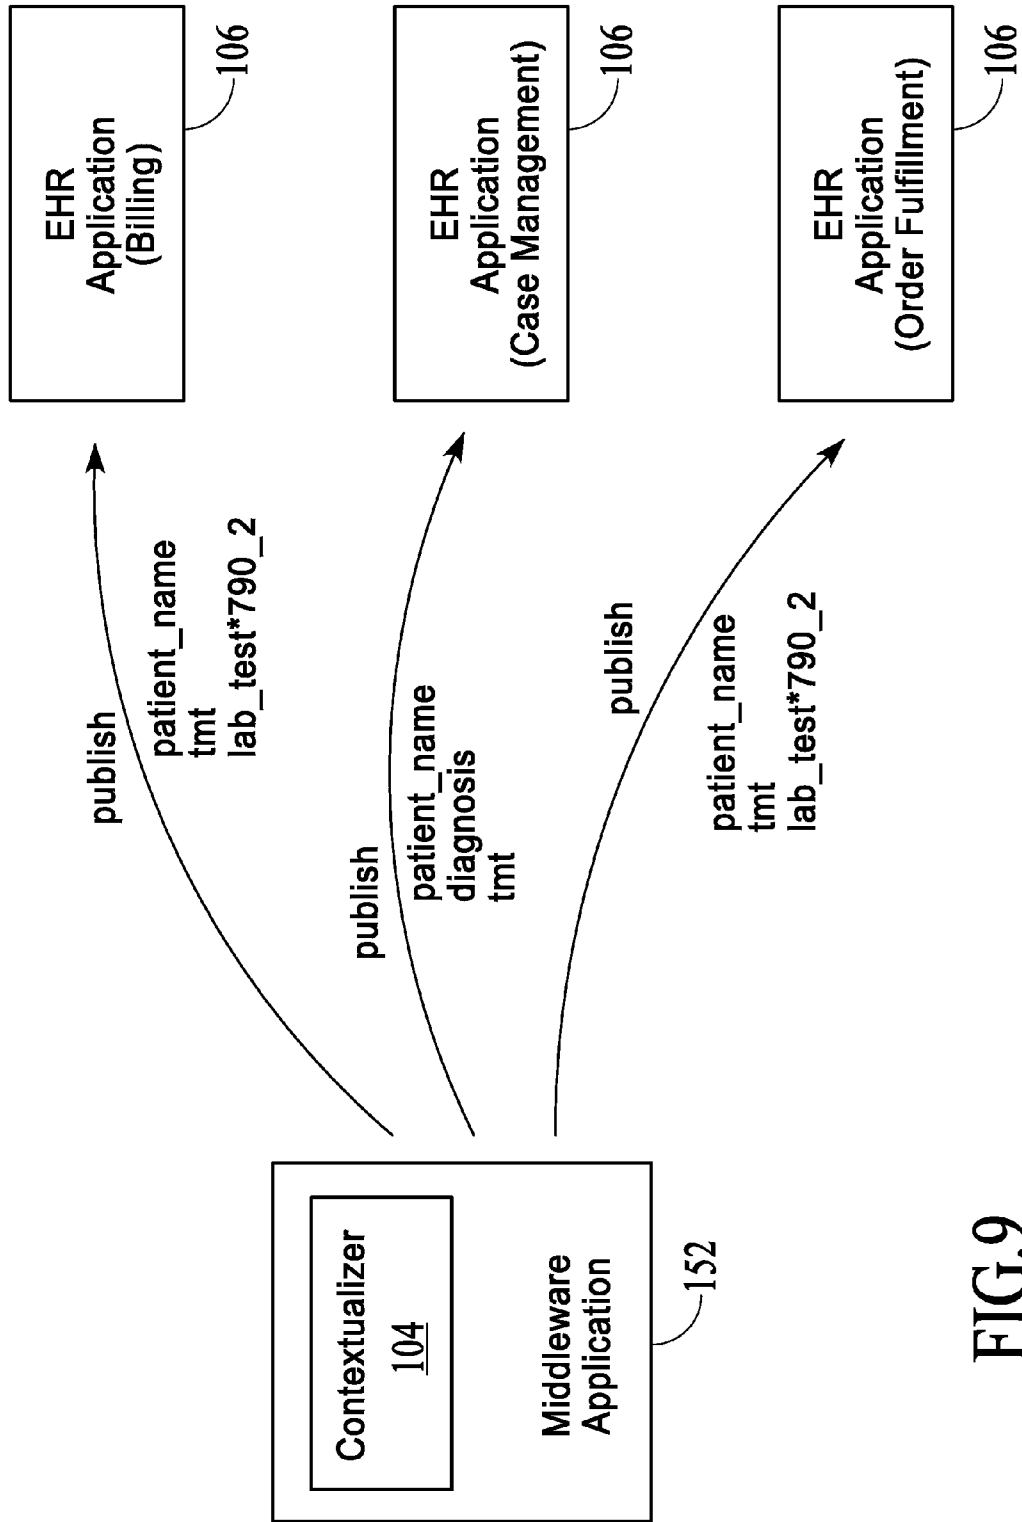 EHR
Application
(Billing)
106
publish
patient_name
tmt
lab_test*790_2
EHR
Application
(Case Management)
106
publish
patient_name
diagnosis
tmt
EHR
Application
(Order Fulfillment)
106
publish
patient_name
tmt
lab_test*790_2
Contextualizer
104
Middleware
Application
152
FIG.9